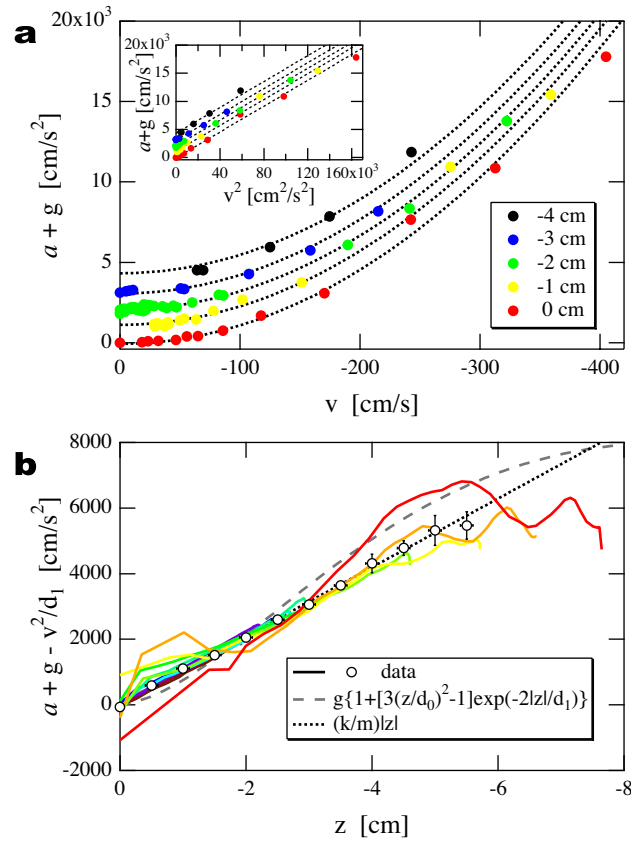 a
20x10³
15
10
5
0
a + g [cm/s²]
0
-100
-200
-300
-400
v [cm/s]
20x10³
15
10
5
0
a+g [cm/s²]
0
40
80
120
160x10³
v² [cm²/s²]
-4 cm
-3 cm
-2 cm
-1 cm
0 cm
b
8000
6000
4000
2000
0
-2000
a + g - v²/d₁ [cm/s²]
0
-2
-4
-6
-8
z [cm]
data
g{1+[3(z/d₀)²-1]exp(-2|z|/d₁)}
(k/m)|z|